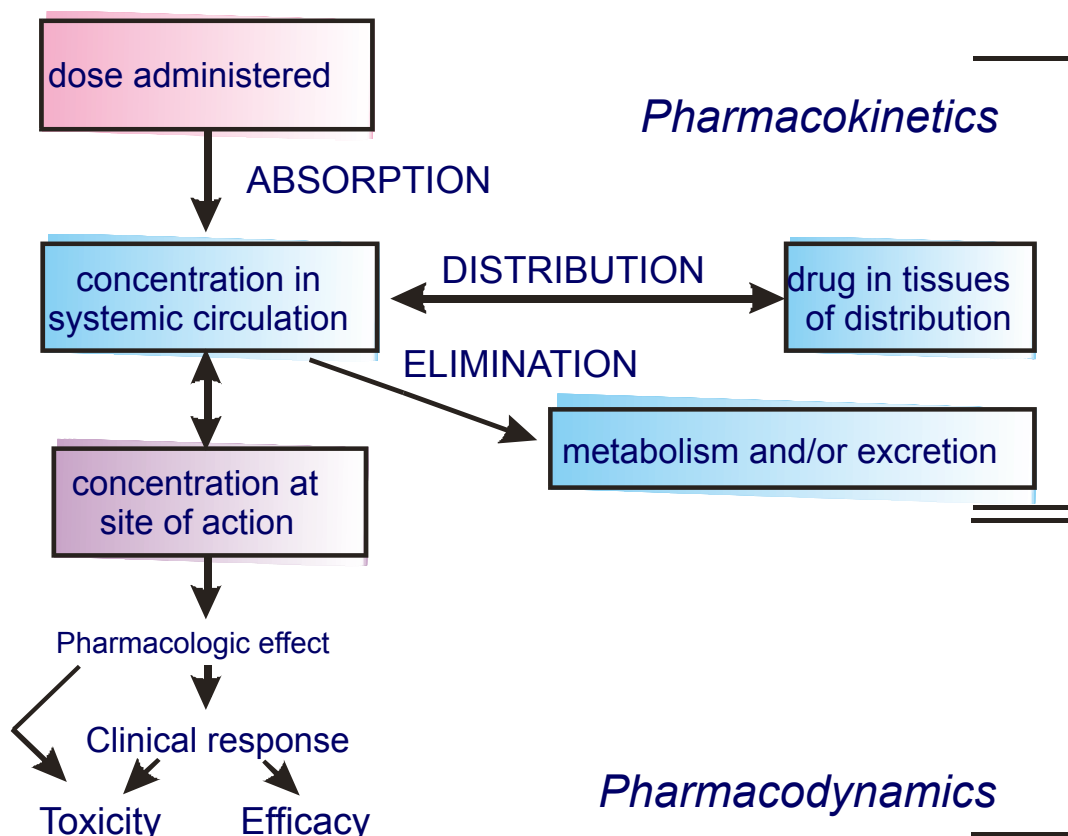 dose administered
Pharmacokinetics
ABSORPTION
concentration in
systemic circulation
DISTRIBUTION
drug in tissues
of distribution
ELIMINATION
metabolism and/or excretion
concentration at
site of action
Pharmacologic effect
Clinical response
Toxicity
Efficacy
Pharmacodynamics